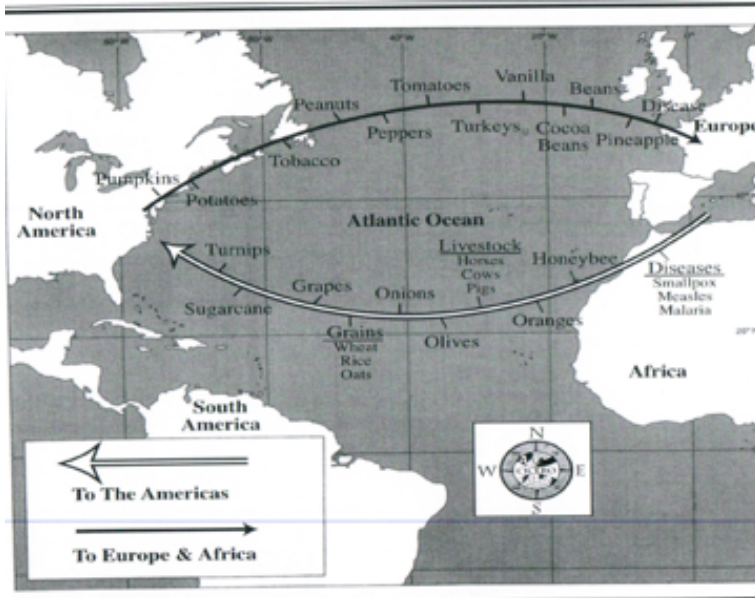 Vanilla
Tomatoes
Beans
Peanuts
Disease
Peppers
Turkeys
Cocoa
Beans
Pineapple
Europe
Tobacco
Pumpkins
Potatoes
North
America
Atlantic Ocean
Turnips
Livestock
Horses
Cows
Pigs
Honeybee
Diseases
Smallpox
Measles
Malaria
Sugarcane
Grapes
Onions
Oranges
Grains
Wheat
Rice
Oats
Olives
Africa
South
America
To The Americas
To Europe & Africa
N
W
E
S